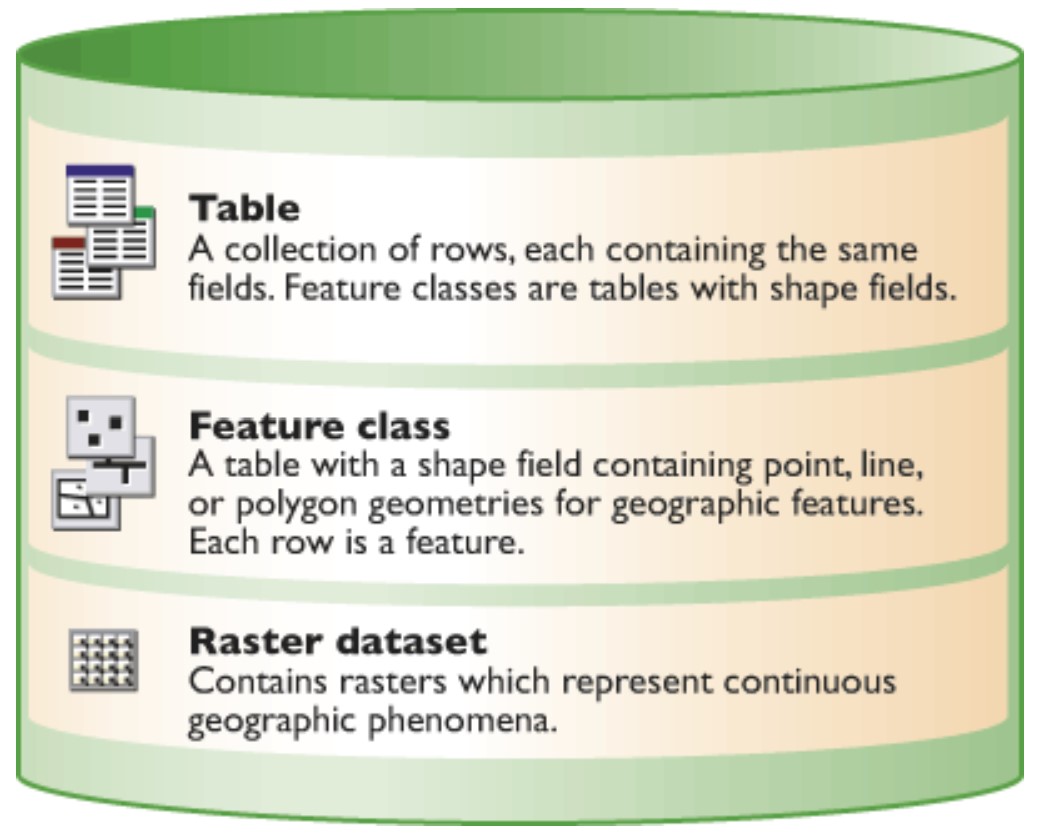 Table
A collection of rows, each containing the same
fields. Feature classes are tables with shape fields.
Feature class
A table with a shape field containing point, line,
or polygon geometries for geographic features.
Each row is a feature.
Raster dataset
Contains rasters which represent continuous
geographic phenomena.